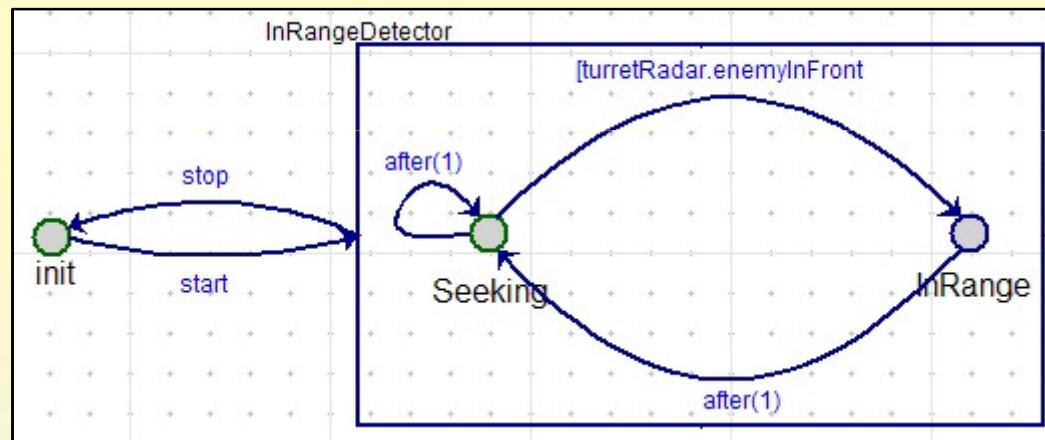 InRangeDetector
[turretRadar.enemyInFront
after(1)
stop
init
start
Seeking
InRange
after(1)